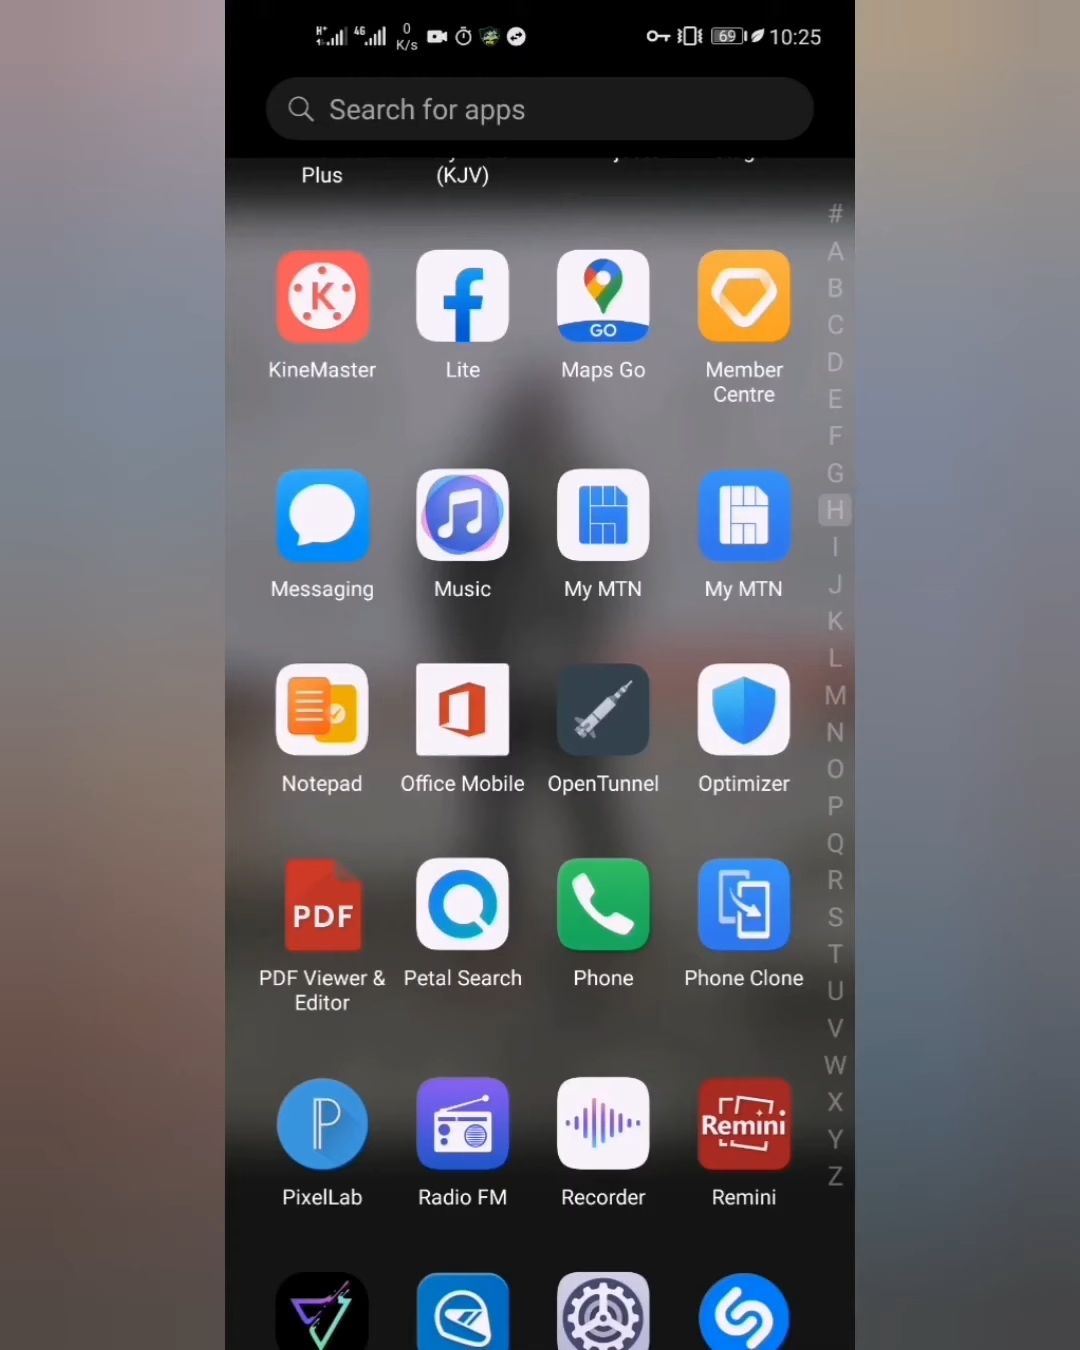 H+ 4G 0 K/s 69 10:25
Search for apps
Plus (KJV)
#
A
B
C
D
E
F
G
H
I
J
K
L
M
N
O
P
Q
R
S
T
U
V
W
X
Y
Z
K GO
KineMaster Lite Maps Go Member Centre
Messaging Music My MTN My MTN
Notepad Office Mobile OpenTunnel Optimizer
PDF
PDF Viewer & Editor Petal Search Phone Phone Clone
Remini
PixelLab Radio FM Recorder Remini